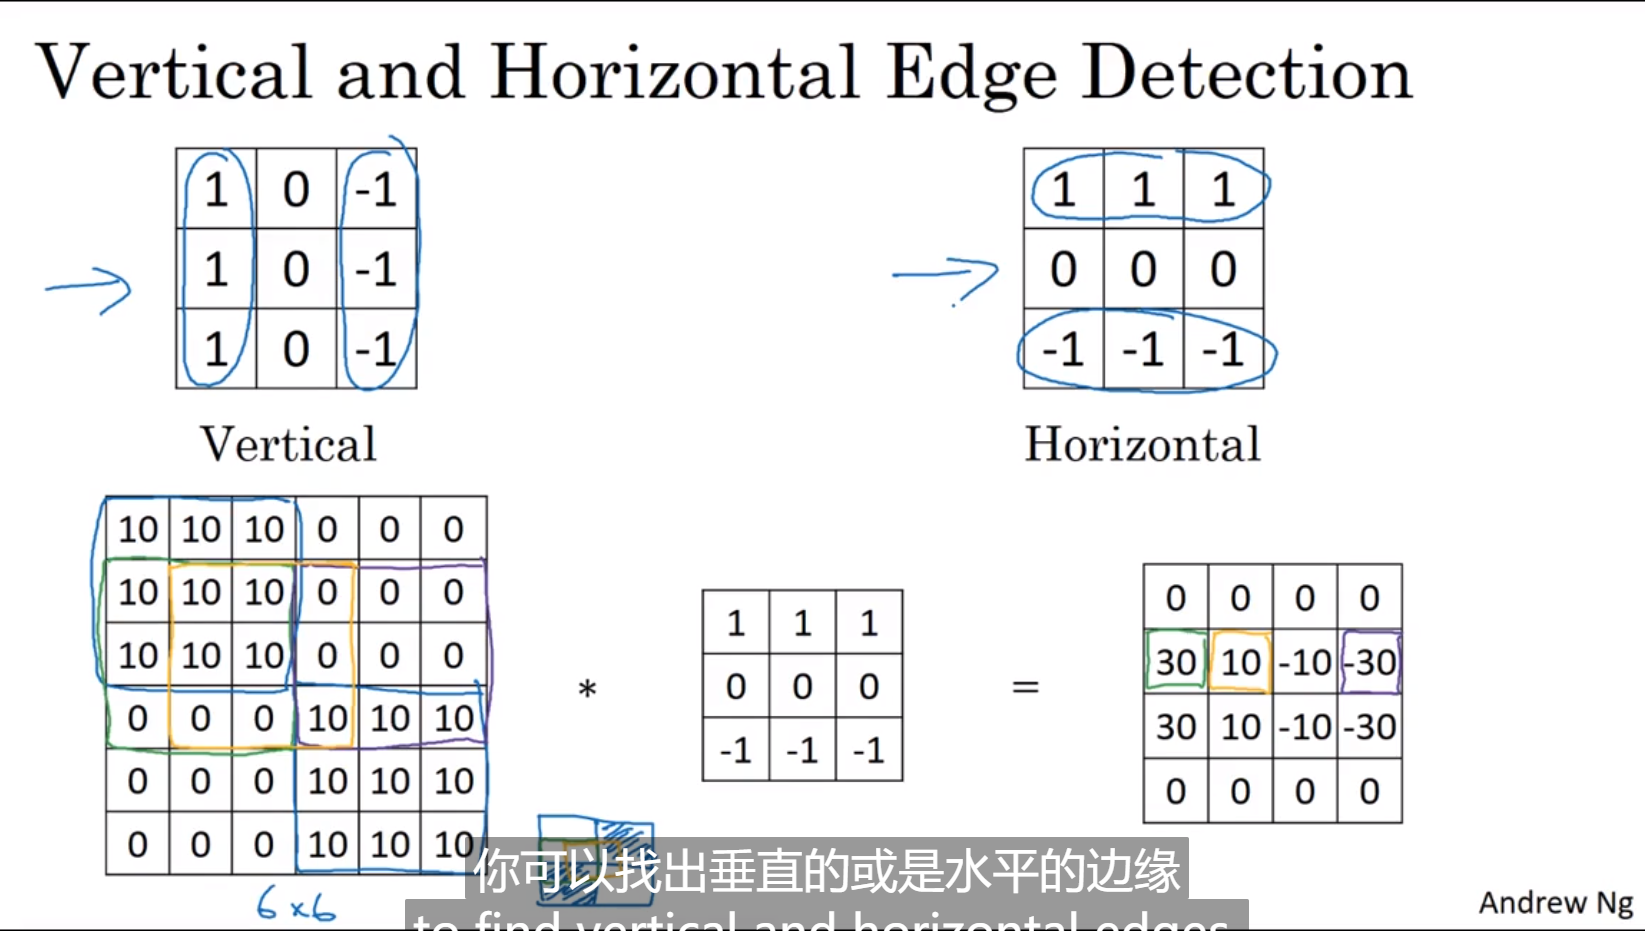 Vertical and Horizontal Edge Detection
1 0 -1
1 0 -1
1 0 -1
Vertical
1 1 1
0 0 0
-1 -1 -1
Horizontal
10 10 10 0 0 0
10 10 10 0 0 0
10 10 10 0 0 0
0 0 0 10 10 10
0 0 0 10 10 10
0 0 0 10 10 10
6×6
*
1 1 1
0 0 0
-1 -1 -1
=
0 0 0 0
30 10 -10 -30
30 10 -10 -30
0 0 0 0
你可以找出垂直的或是水平的边缘
to find vertical and horizontal edges
Andrew Ng